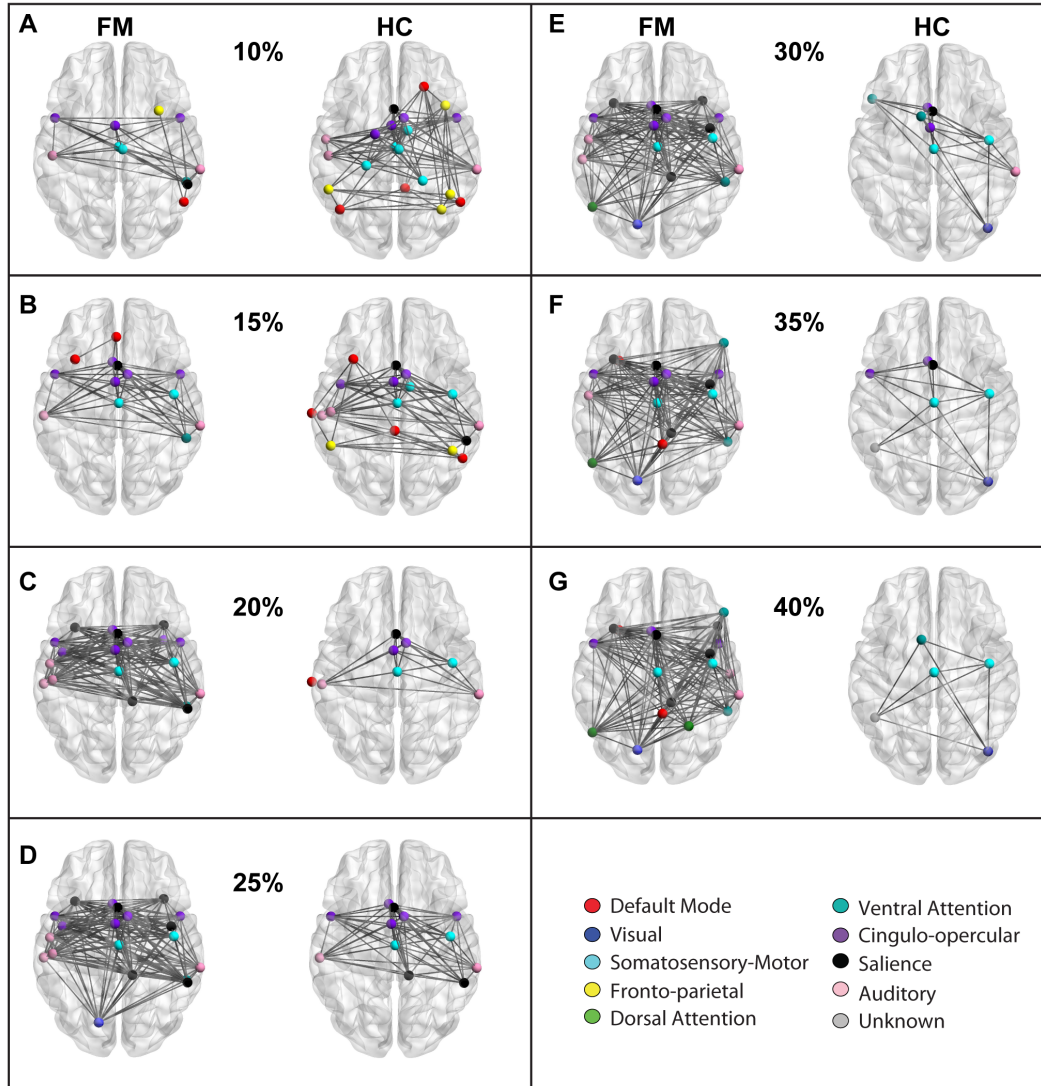 A FM 10% HC
E FM 30% HC
B 15%
F 35%
C 20%
G 40%
D 25%
Default Mode
Visual
Somatosensory-Motor
Fronto-parietal
Dorsal Attention
Ventral Attention
Cingulo-opercular
Salience
Auditory
Unknown